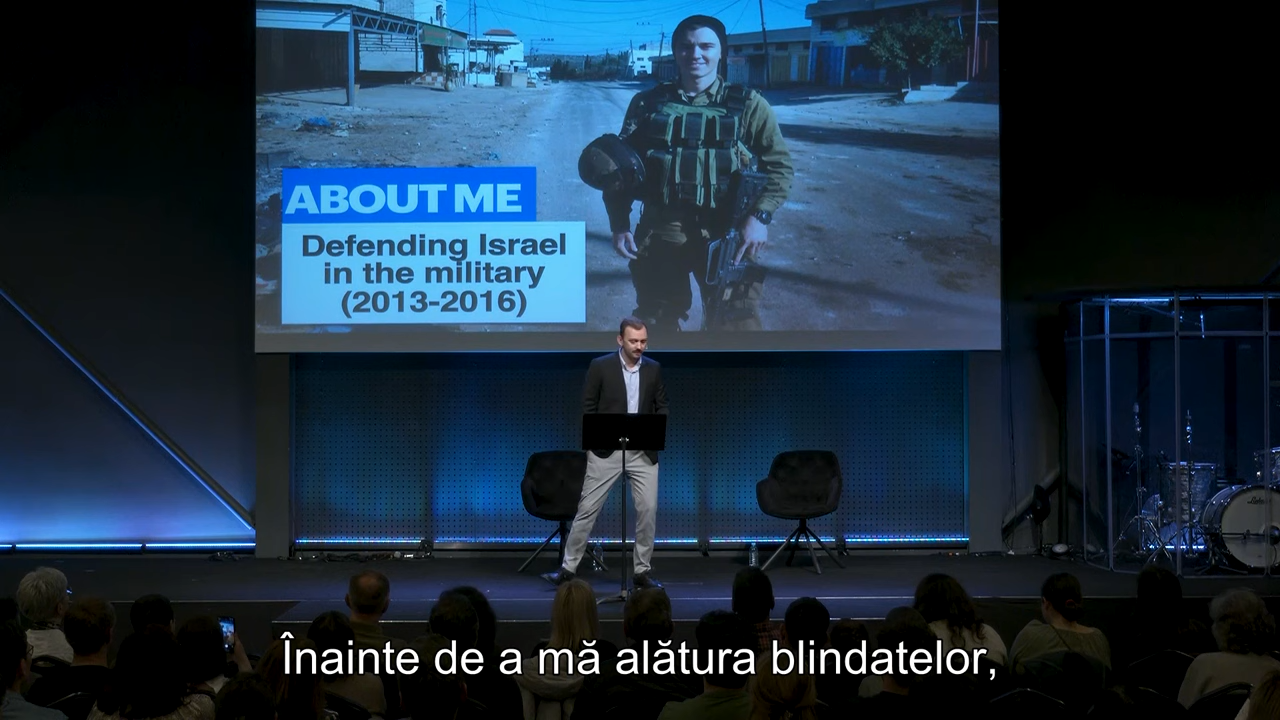 ABOUT ME
Defending Israel
in the military
(2013-2016)
Înainte de a mă alătura blindatelor,